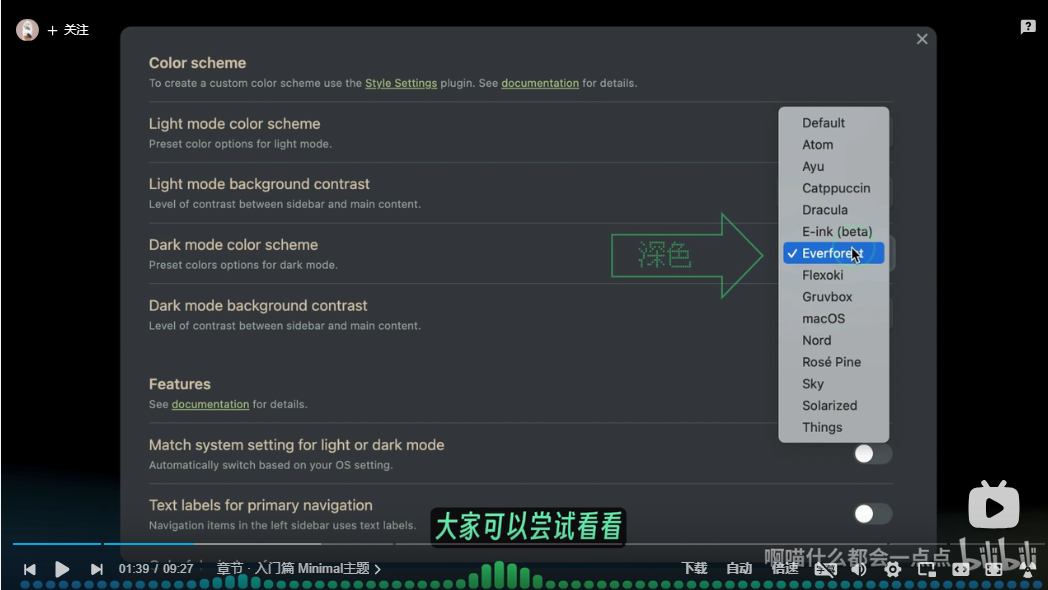 + 关注
Color scheme
To create a custom color scheme use the Style Settings plugin. See documentation for details.
Light mode color scheme
Preset color options for light mode.
Light mode background contrast
Level of contrast between sidebar and main content.
Dark mode color scheme
Preset colors options for dark mode.
Dark mode background contrast
Level of contrast between sidebar and main content.
深色
Default
Atom
Ayu
Catppuccin
Dracula
E-ink (beta)
Everforest
Flexoki
Gruvbox
macOS
Nord
Rosé Pine
Sky
Solarized
Things
Features
See documentation for details.
Match system setting for light or dark mode
Automatically switch based on your OS setting.
Text labels for primary navigation
Navigation items in the left sidebar uses text labels.
大家可以尝试看看
啊喵什么都会一点点
bilibili
01:39 / 09:27
章节 · 入门篇 Minimal主题
下载
自动
倍速